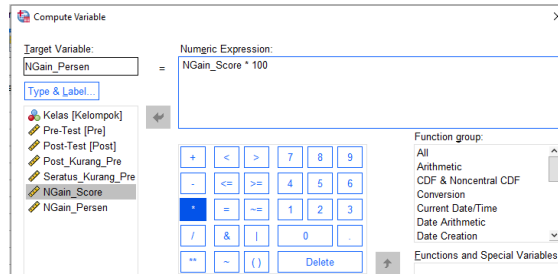 Compute Variable
Target Variable:
NGain_Persen
=
Numeric Expression:
NGain_Score * 100
Type & Label...
Kelas [Kelompok]
Pre-Test [Pre]
Post-Test [Post]
Post_Kurang_Pre
Seratus_Kurang_Pre
NGain_Score
NGain_Persen
+ < > 7 8 9
- <= >= 4 5 6
* = ~= 1 2 3
/ & | 0 .
** ~ ( ) Delete
Function group:
All
Arithmetic
CDF & Noncentral CDF
Conversion
Current Date/Time
Date Arithmetic
Date Creation
Functions and Special Variables